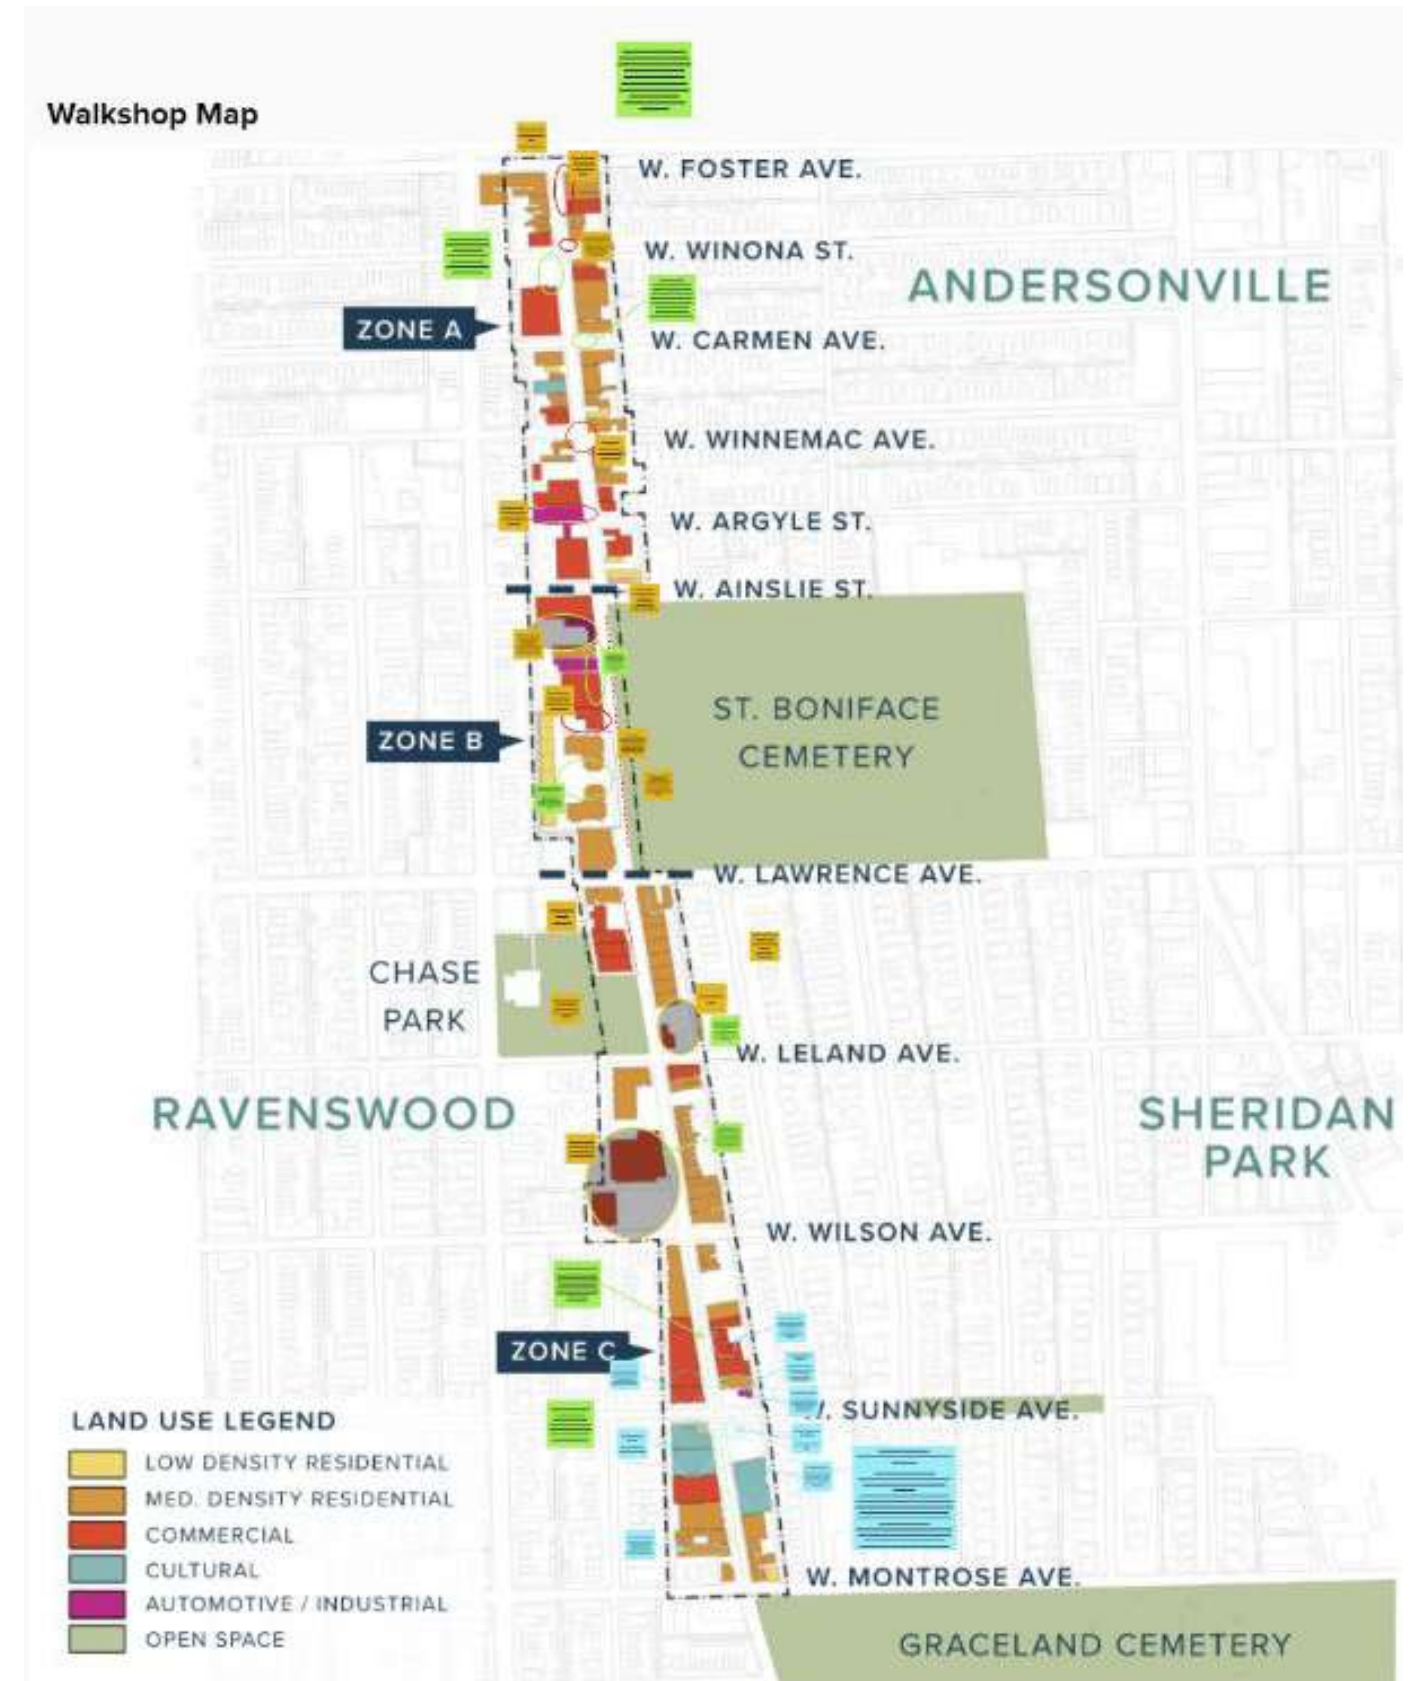 Walkshop Map
W. FOSTER AVE.
W. WINONA ST.
ANDERSONVILLE
ZONE A
W. CARMEN AVE.
W. WINNEMAC AVE.
W. ARGYLE ST.
W. AINSLIE ST.
ST. BONIFACE
CEMETERY
ZONE B
W. LAWRENCE AVE.
CHASE
PARK
W. LELAND AVE.
RAVENSWOOD
SHERIDAN
PARK
W. WILSON AVE.
ZONE C
SUNNYSIDE AVE.
LAND USE LEGEND
LOW DENSITY RESIDENTIAL
MED. DENSITY RESIDENTIAL
COMMERCIAL
CULTURAL
AUTOMOTIVE / INDUSTRIAL
OPEN SPACE
W. MONTROSE AVE.
GRACELAND CEMETERY